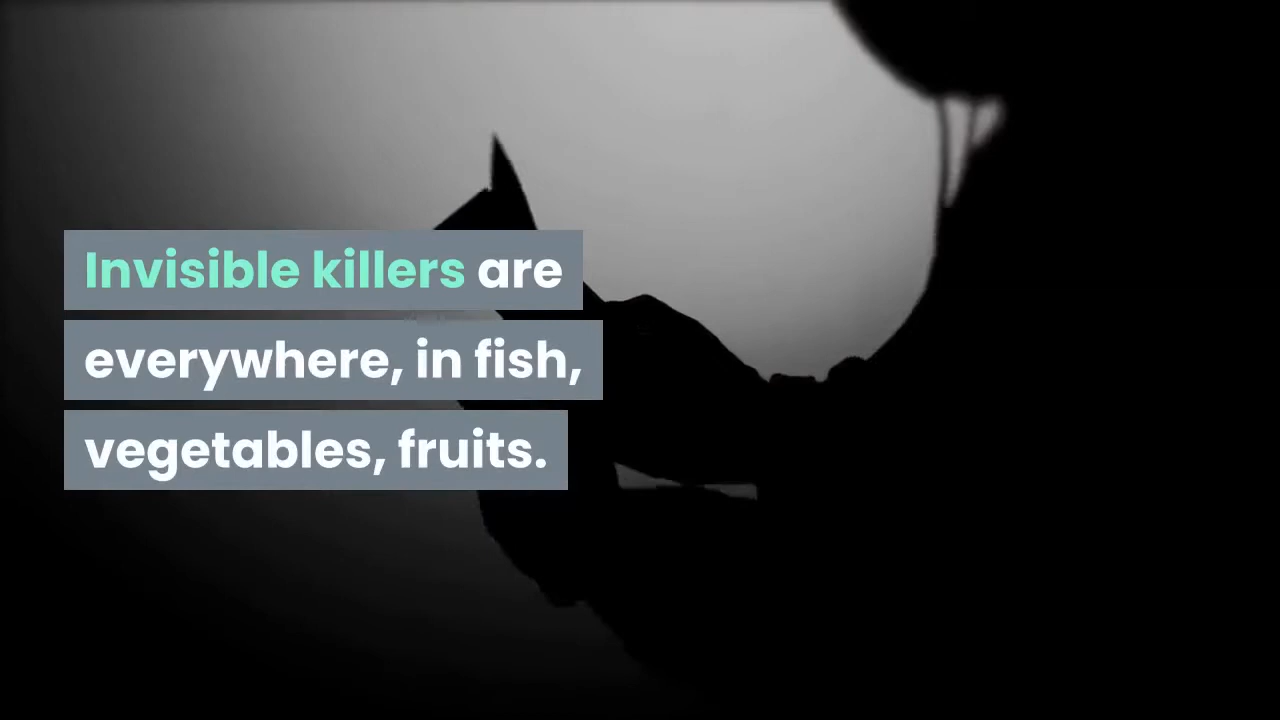 Invisible killers are
everywhere, in fish,
vegetables, fruits.